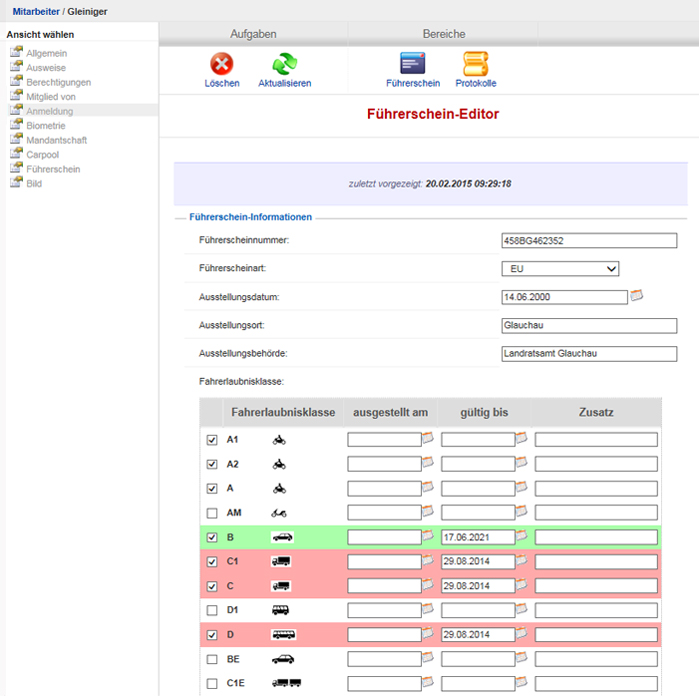 Mitarbeiter / Gleiniger
Ansicht wählen
Allgemein
Ausweise
Berechtigungen
Mitglied von
Anmeldung
Biometrie
Mandantschaft
Carpool
Führerschein
Bild
Aufgaben Bereiche
Löschen Aktualisieren Führerschein Protokolle
Führerschein-Editor
zuletzt vorgezeigt: 20.02.2015 09:29:18
Führerschein-Informationen
Führerscheinnummer: 458BG462352
Führerscheinart: EU
Ausstellungsdatum: 14.06.2000
Ausstellungsort: Glauchau
Ausstellungsbehörde: Landratsamt Glauchau
Fahrerlaubnisklasse:
Fahrerlaubnisklasse ausgestellt am gültig bis Zusatz
A1
A2
A
AM
B 17.06.2021
C1 29.08.2014
C 29.08.2014
D1
D 29.08.2014
BE
C1E